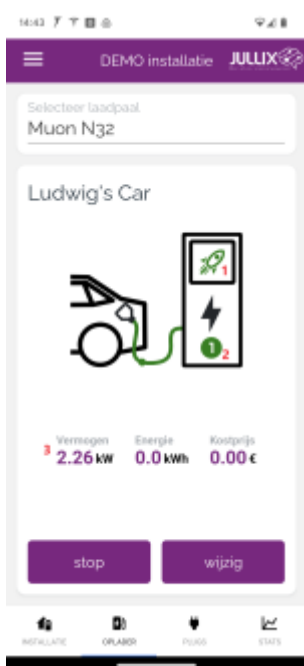 14:43
DEMO installatie JULLIX
Selecteer laadpaal
Muon N32
Ludwig's Car
1
1 2
Vermogen Energie Kostprijs
3 2.26 kW 0.0 kWh 0.00 €
stop wijzig
INSTALLATIE OPLADER PLUGS STATS